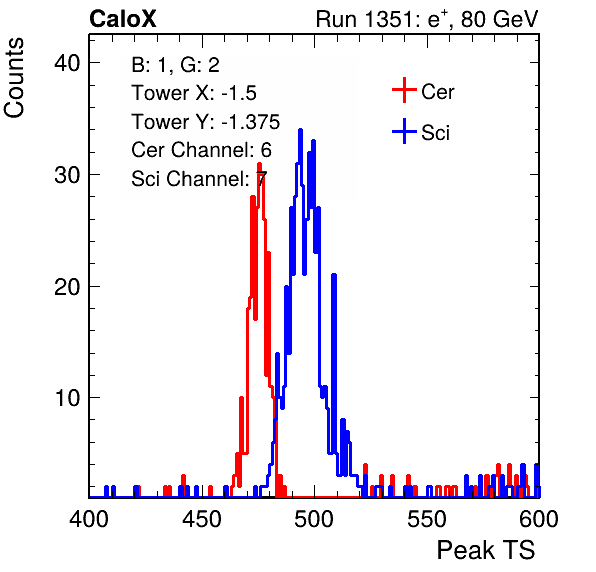 CaloX Run 1351: e⁺, 80 GeV
Counts
40
30
20
10
B: 1, G: 2
Tower X: -1.5
Tower Y: -1.375
Cer Channel: 6
Sci Channel: 7
Cer
Sci
400 450 500 550 600
Peak TS